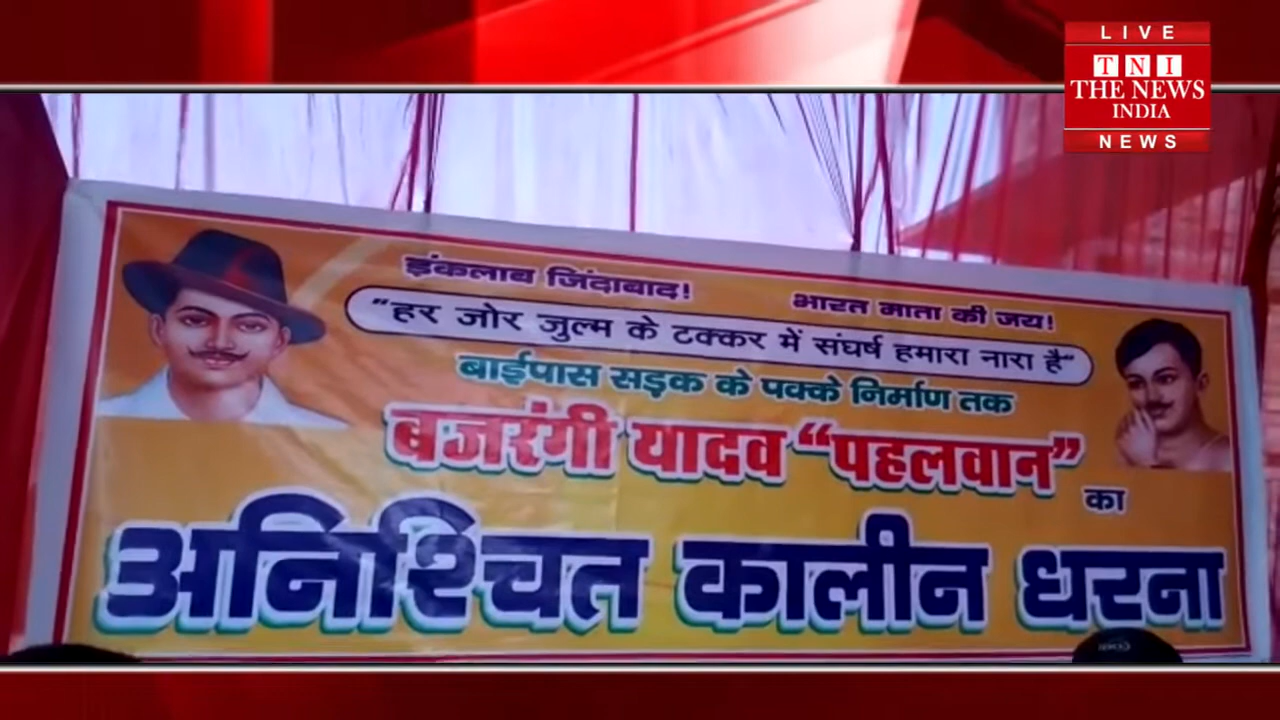 LIVE
TNI
THE NEWS
INDIA
NEWS
इंकलाब जिंदाबाद!
भारत माता की जय!
“हर जोर जुल्म के टक्कर में संघर्ष हमारा नारा है”
बाईपास सड़क के पक्के निर्माण तक
बजरंगी यादव “पहलवान”
का
अनिश्चित कालीन धरना